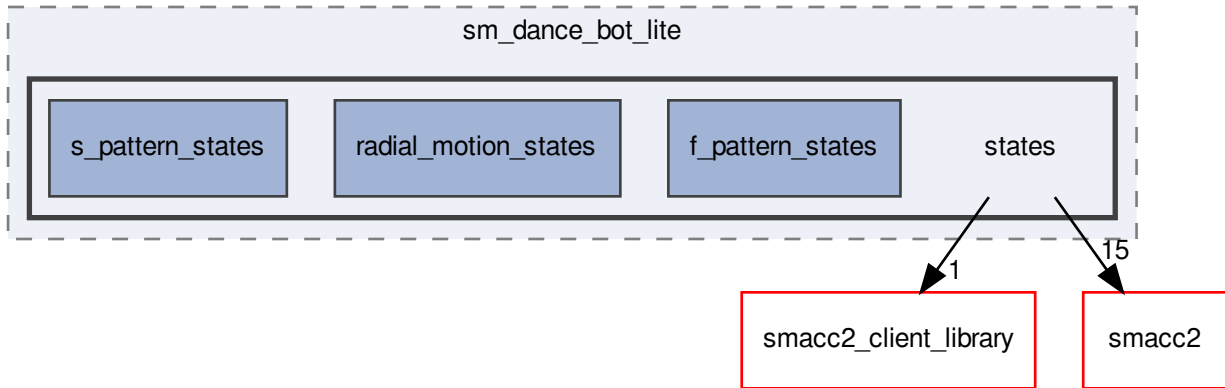 sm_dance_bot_lite
s_pattern_states
radial_motion_states
f_pattern_states
states
1
15
smacc2_client_library
smacc2